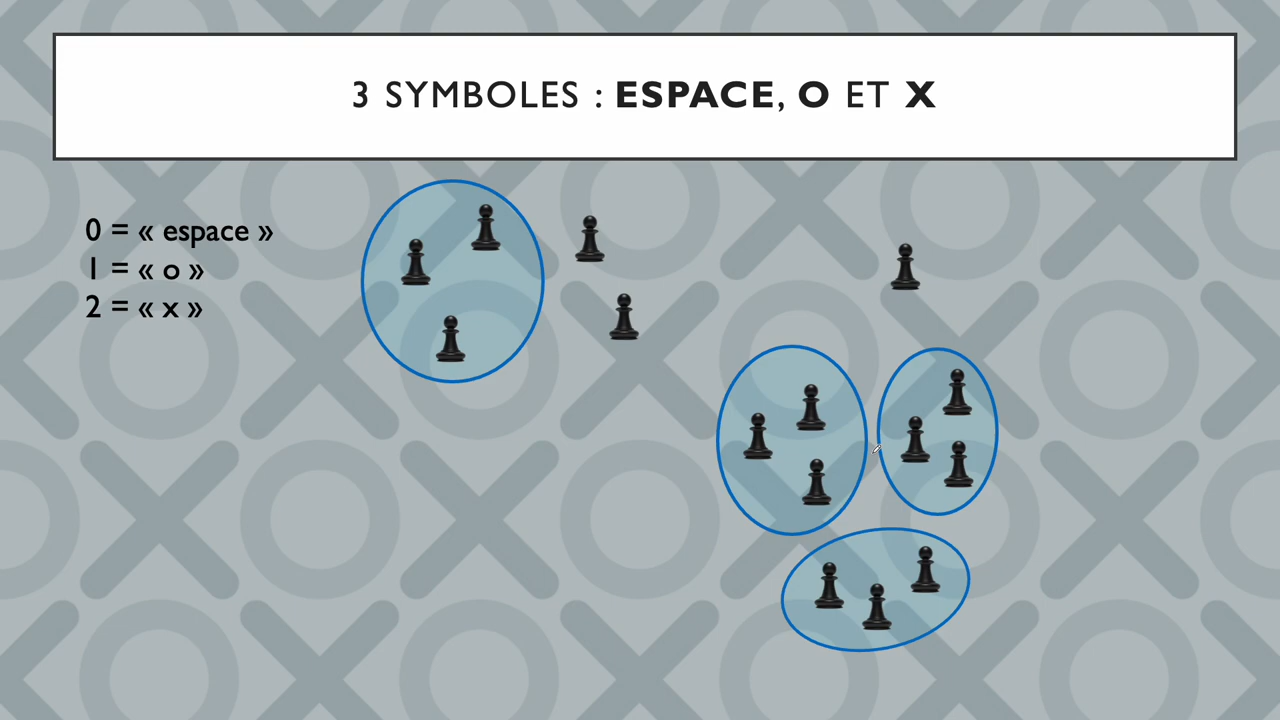 3 SYMBOLES : ESPACE, O ET X
0 = « espace »
1 = « o »
2 = « x »